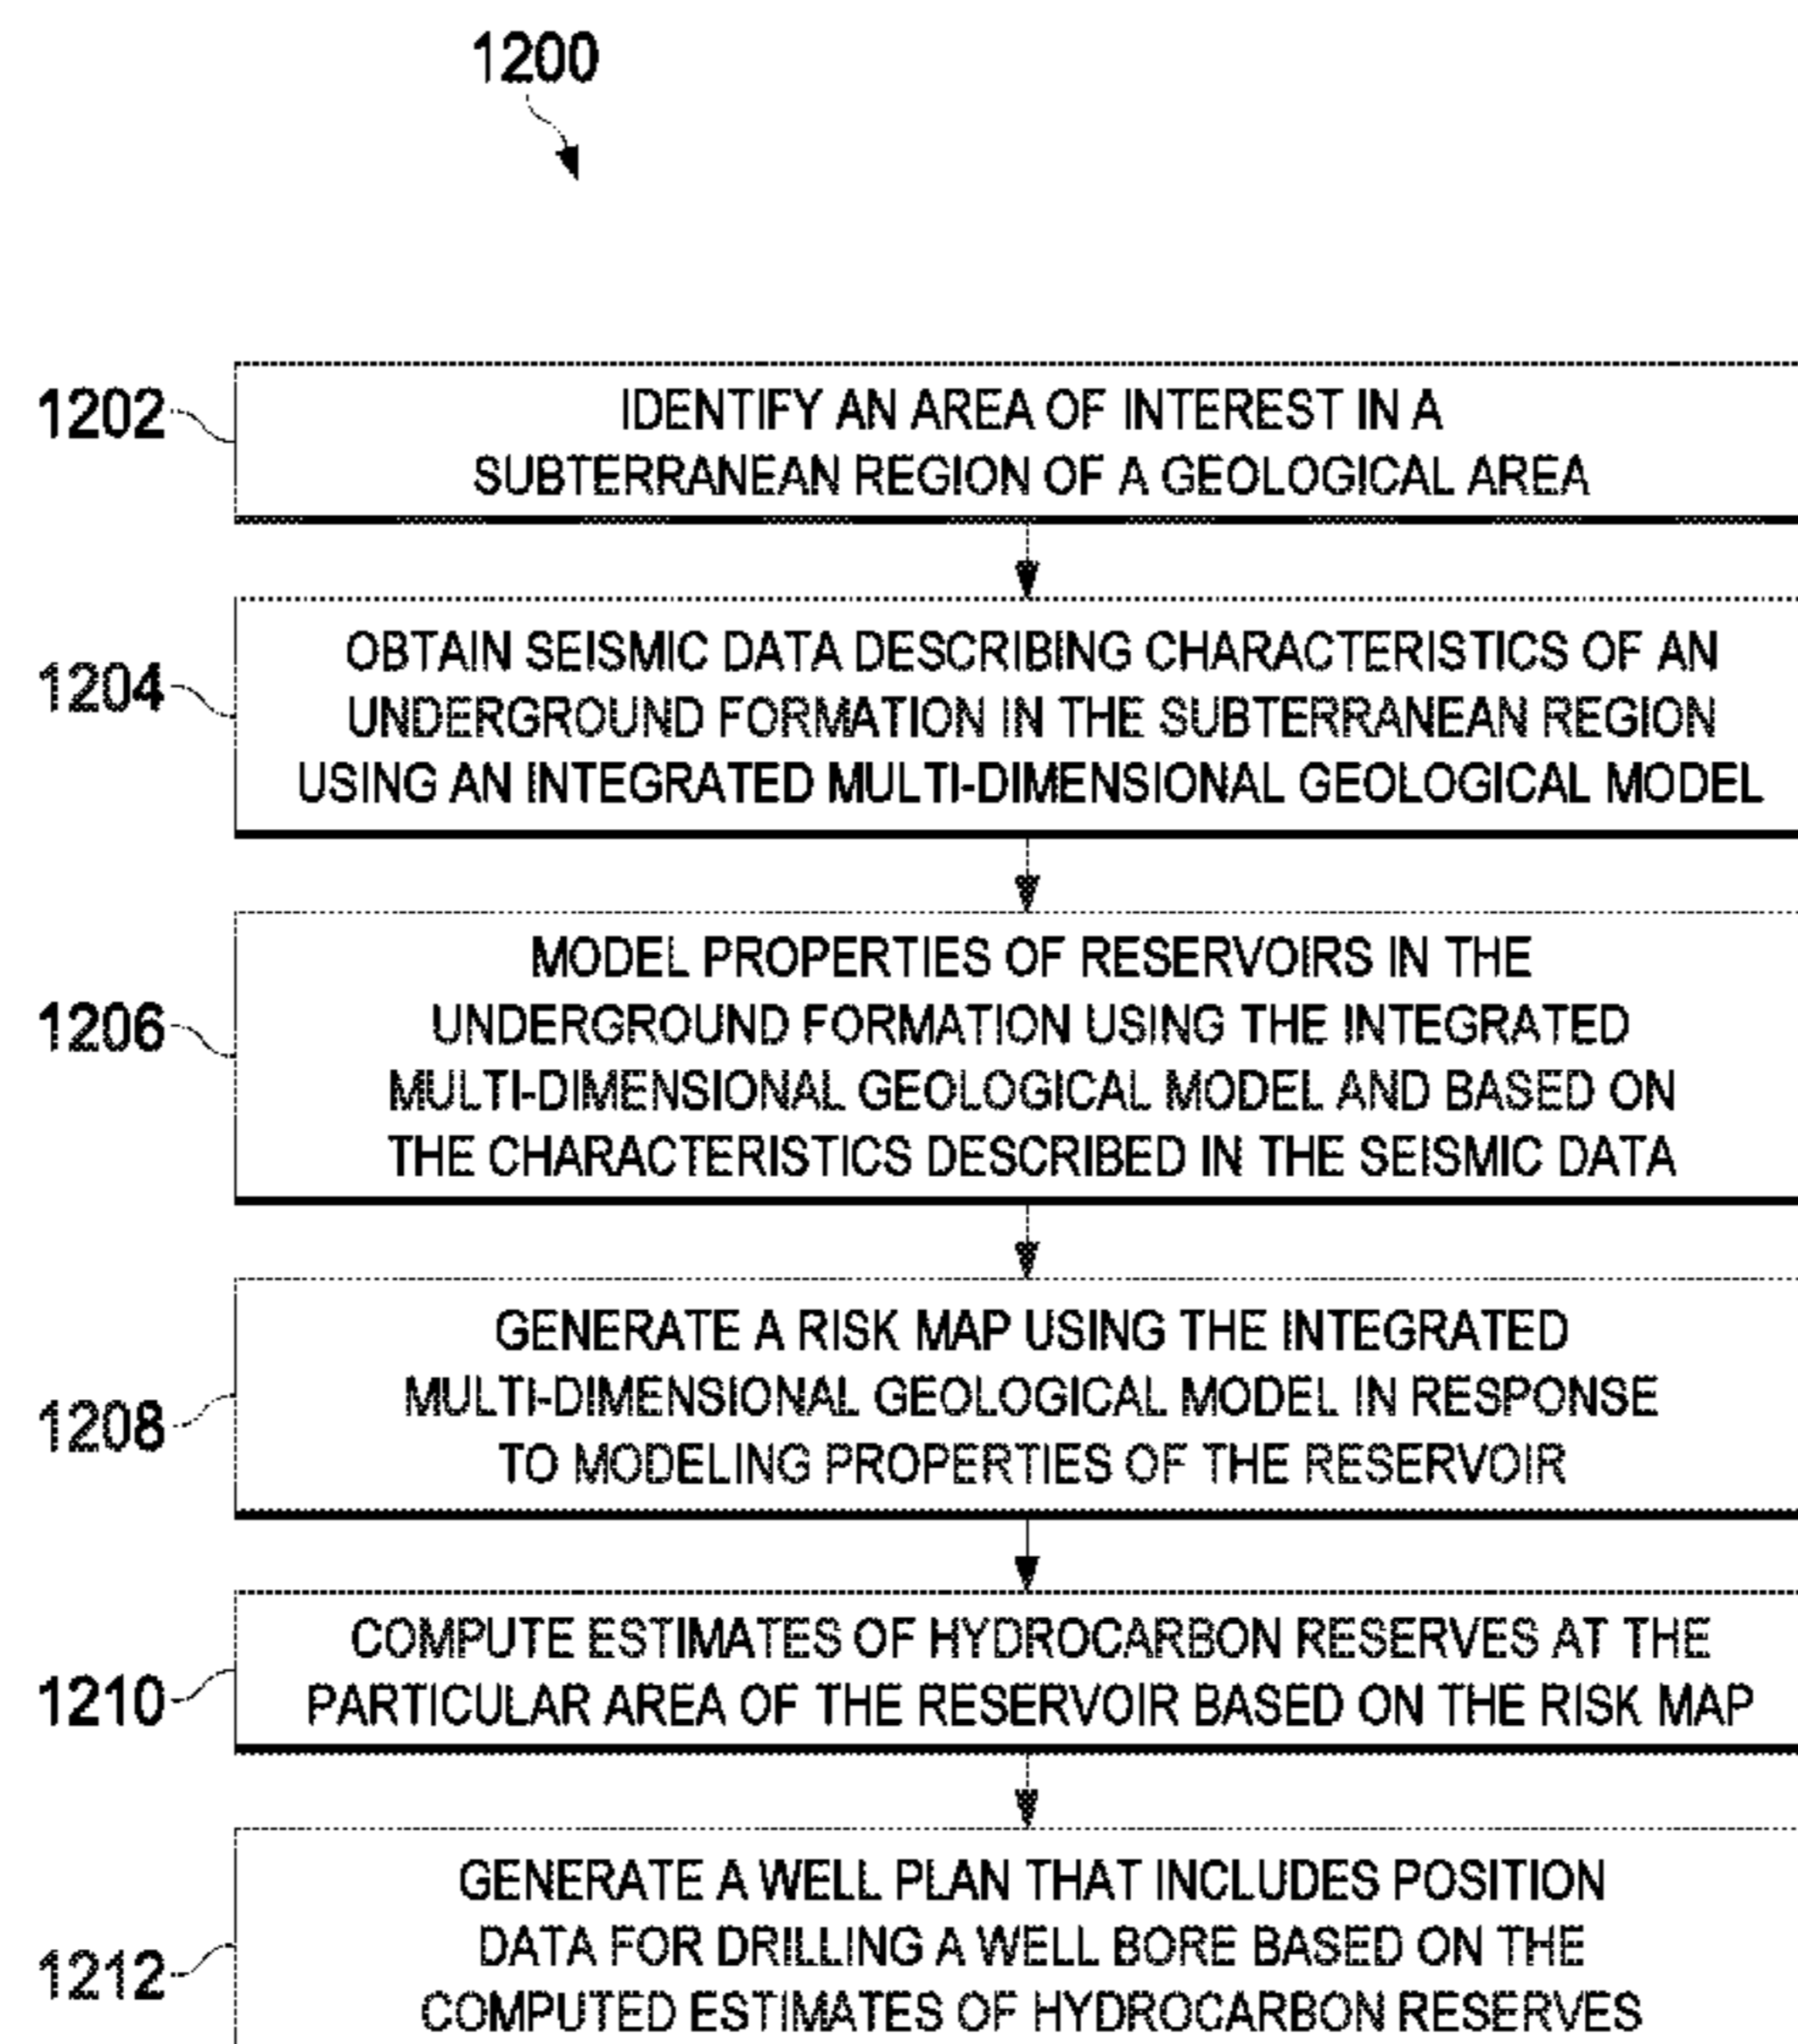 1200
1202
IDENTIFY AN AREA OF INTEREST IN A
SUBTERRANEAN REGION OF A GEOLOGICAL AREA
1204
OBTAIN SEISMIC DATA DESCRIBING CHARACTERISTICS OF AN
UNDERGROUND FORMATION IN THE SUBTERRANEAN REGION
USING AN INTEGRATED MULTI-DIMENSIONAL GEOLOGICAL MODEL
1206
MODEL PROPERTIES OF RESERVOIRS IN THE
UNDERGROUND FORMATION USING THE INTEGRATED
MULTI-DIMENSIONAL GEOLOGICAL MODEL AND BASED ON
THE CHARACTERISTICS DESCRIBED IN THE SEISMIC DATA
1208
GENERATE A RISK MAP USING THE INTEGRATED
MULTI-DIMENSIONAL GEOLOGICAL MODEL IN RESPONSE
TO MODELING PROPERTIES OF THE RESERVOIR
1210
COMPUTE ESTIMATES OF HYDROCARBON RESERVES AT THE
PARTICULAR AREA OF THE RESERVOIR BASED ON THE RISK MAP
1212
GENERATE A WELL PLAN THAT INCLUDES POSITION
DATA FOR DRILLING A WELL BORE BASED ON THE
COMPUTED ESTIMATES OF HYDROCARBON RESERVES